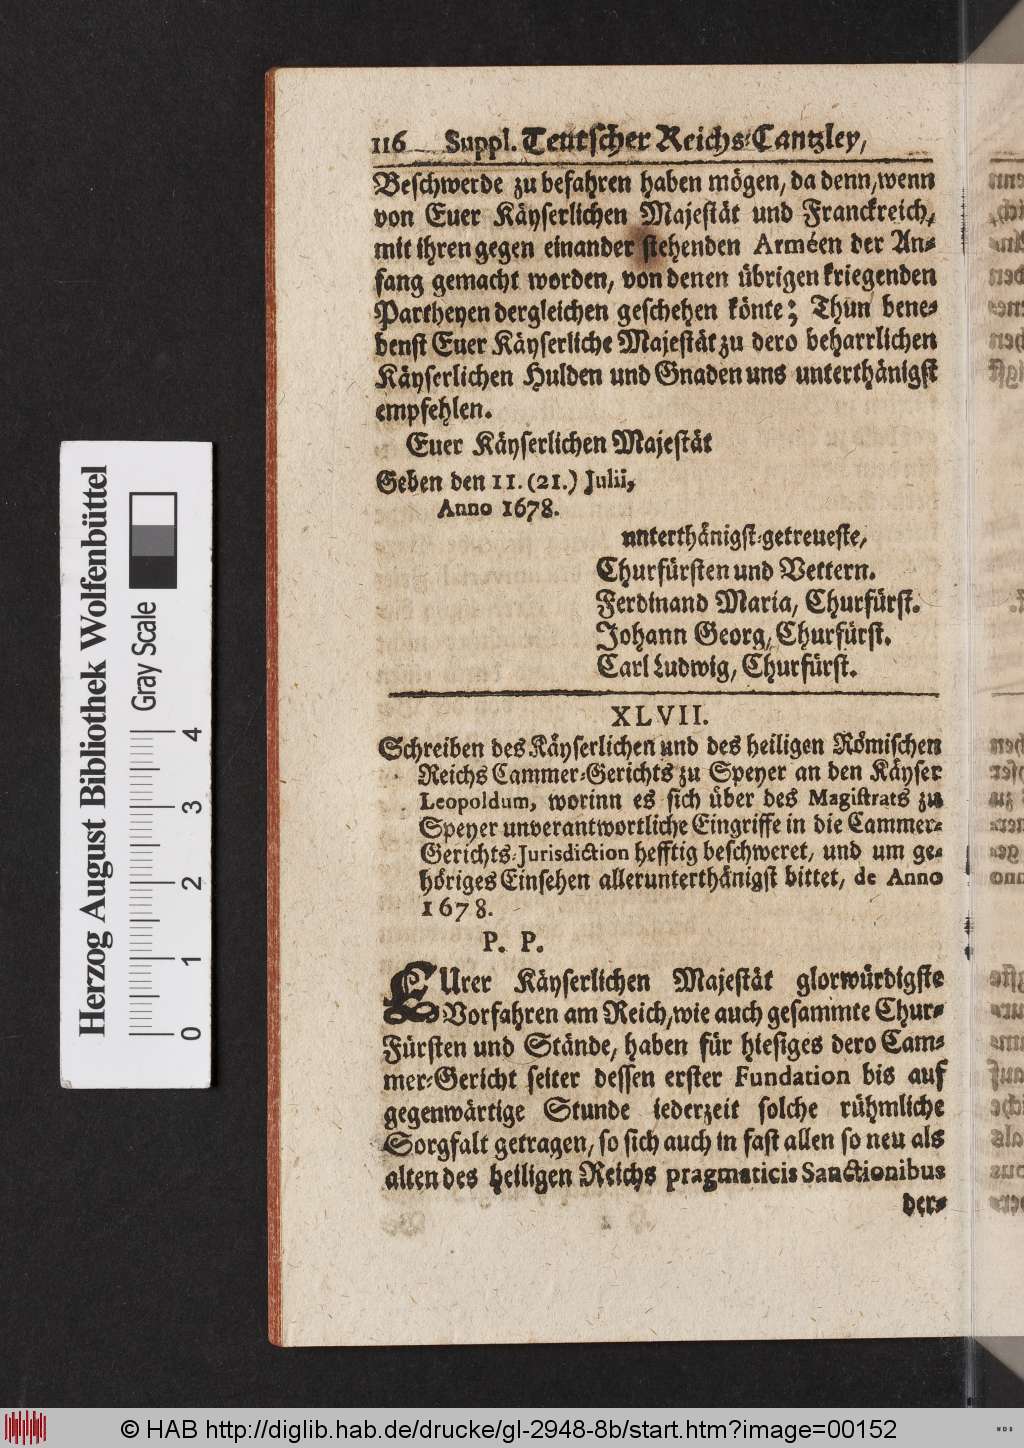 116 Suppl. Teutscher Reichs-Cantzley,
Beschwerde zu befahren haben mögen, da denn, wenn
von Euer Käyserlichen Majestät und Franckreich,
mit ihren gegen einander stehenden Arméen der An-
fang gemacht worden, von denen übrigen kriegenden
Partheyen dergleichen geschehen könte; Thun bene-
benst Euer Käyserliche Majestät zu dero beharrlichen
Käyserlichen Hulden und Gnaden uns unterthänigst
empfehlen.
Euer Käyserlichen Majestät
Geben den 11. (21.) Julii,
Anno 1678.
unterthänigst-getreueste,
Churfürsten und Vettern.
Ferdinand Maria, Churfürst.
Johann Georg, Churfürst.
Carl Ludwig, Churfürst.
XLVII.
Schreiben des Käyserlichen und des heiligen Römischen
Reichs Cammer-Gerichts zu Speyer an den Käyser
Leopoldum, worinn es sich über des Magistrats zu
Speyer unverantwortliche Eingriffe in die Cammer-
Gerichts-Jurisdiction hefftig beschweret, und um ge-
höriges Einsehen allerunterthänigst bittet, de Anno
1678.
P. P.
EUrer Käyserlichen Majestät glorwürdigste
Vorfahren am Reich, wie auch gesammte Chur-
Fürsten und Stände, haben für hiesiges dero Cam-
mer-Gericht seiter dessen erster Fundation bis auf
gegenwärtige Stunde iederzeit solche rühmliche
Sorgfalt getragen, so sich auch in fast allen so neu als
alten des heiligen Reichs pragmaticis Sanctionibus
der-
Herzog August Bibliothek Wolfenbüttel
Gray Scale
0 1 2 3 4
© HAB http://diglib.hab.de/drucke/gl-2948-8b/start.htm?image=00152